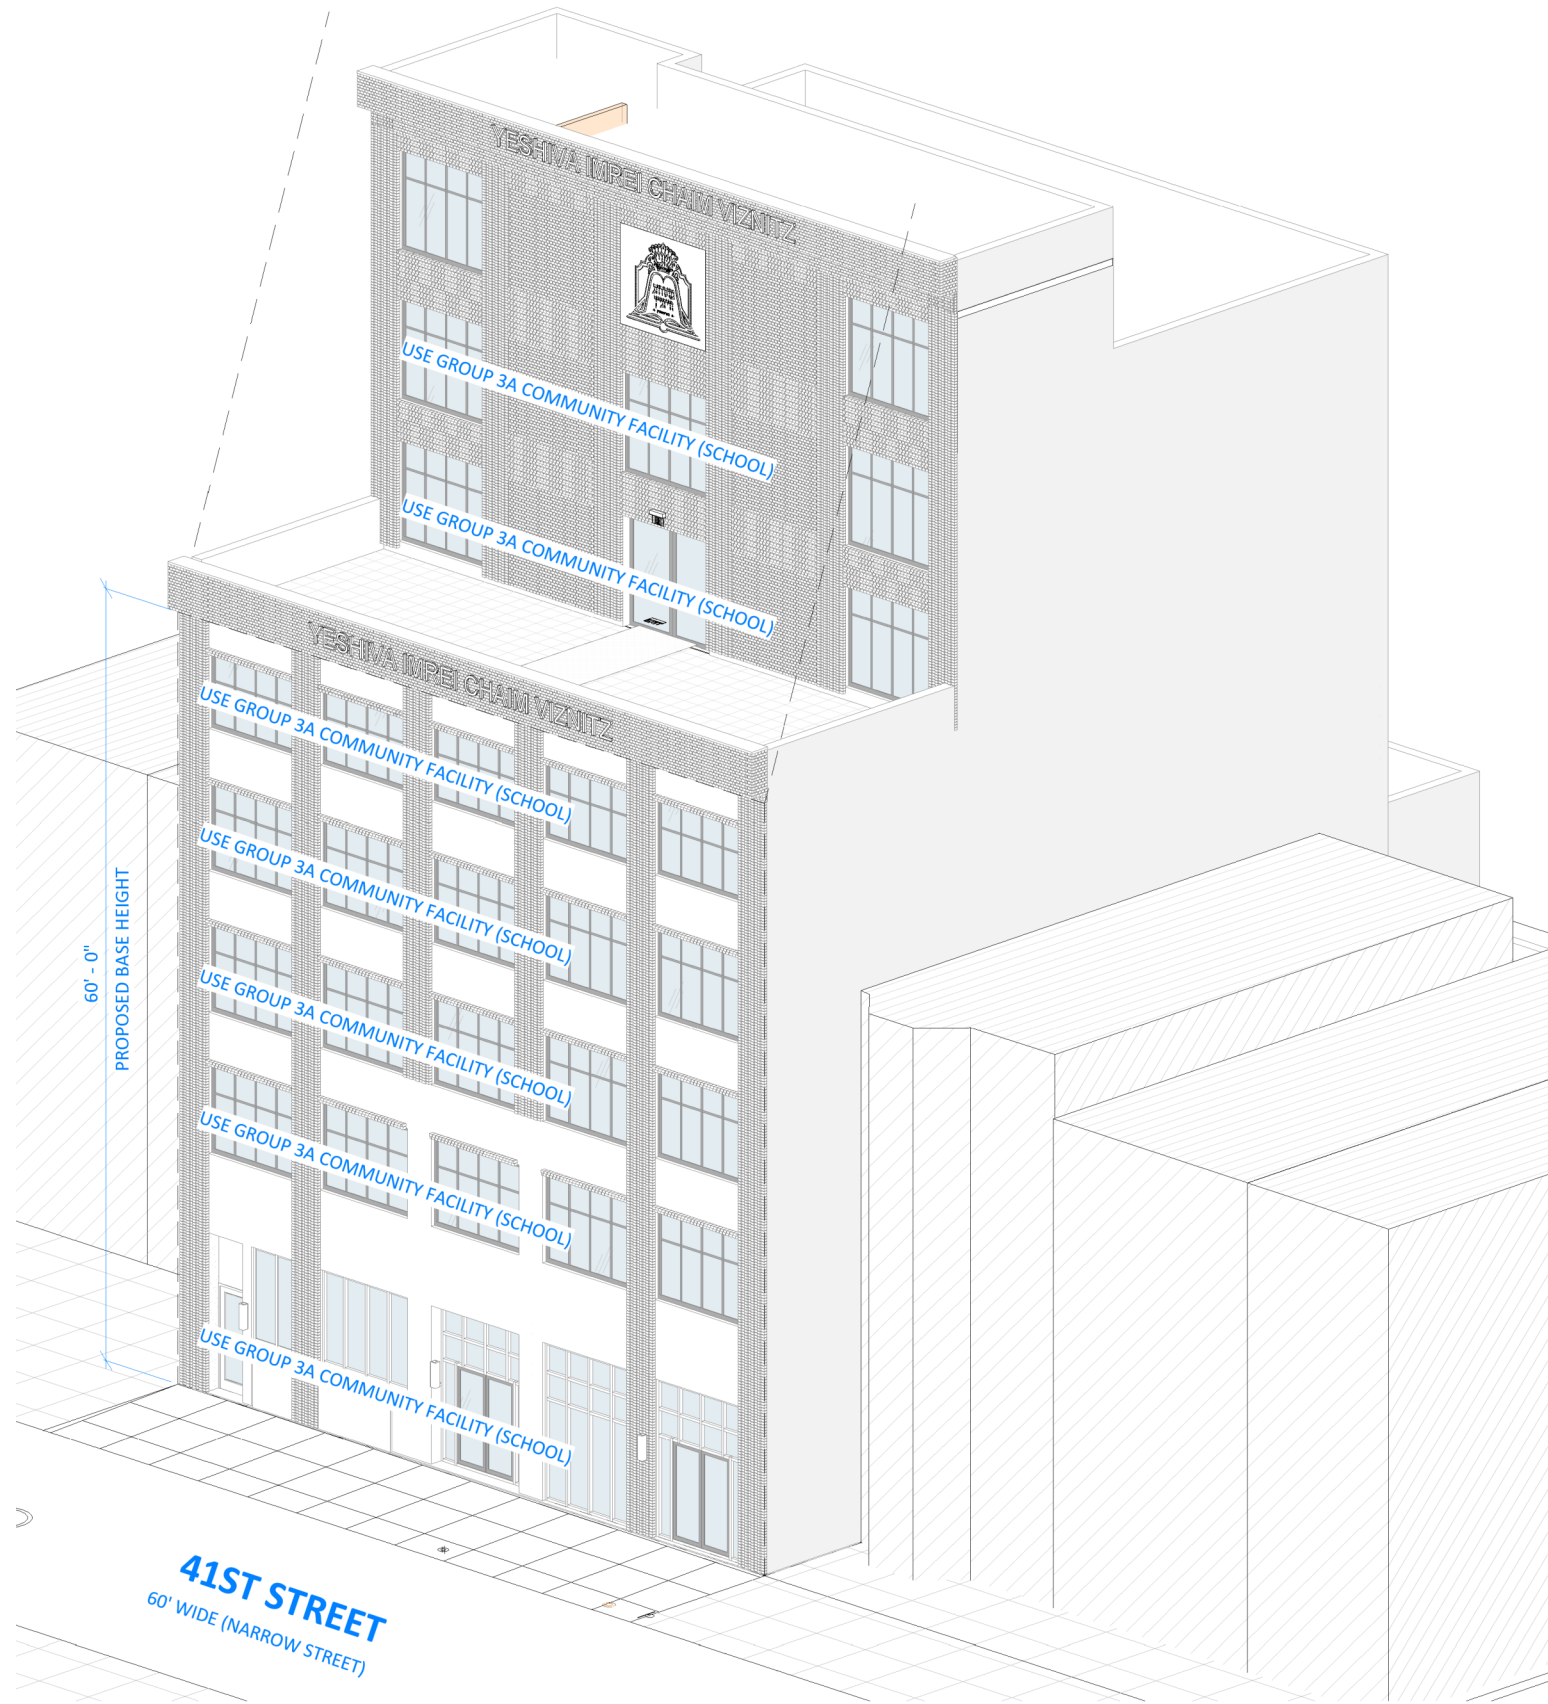 YESHIVA IMREI CHAIM VIZNITZ
USE GROUP 3A COMMUNITY FACILITY (SCHOOL)
USE GROUP 3A COMMUNITY FACILITY (SCHOOL)
YESHIVA IMREI CHAIM VIZNITZ
USE GROUP 3A COMMUNITY FACILITY (SCHOOL)
USE GROUP 3A COMMUNITY FACILITY (SCHOOL)
USE GROUP 3A COMMUNITY FACILITY (SCHOOL)
USE GROUP 3A COMMUNITY FACILITY (SCHOOL)
USE GROUP 3A COMMUNITY FACILITY (SCHOOL)
60' - 0"
PROPOSED BASE HEIGHT
41ST STREET
60' WIDE (NARROW STREET)